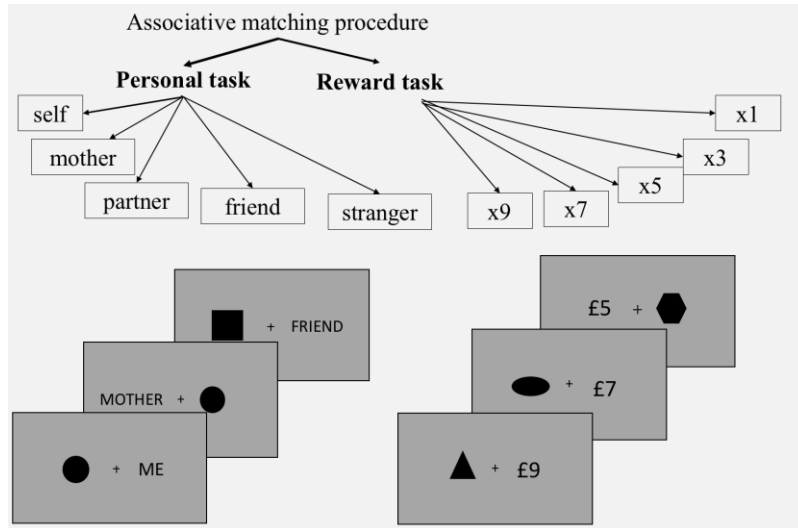 Associative matching procedure
Personal task
Reward task
self
mother
partner
friend
stranger
x9
x7
x5
x3
x1
+ FRIEND
MOTHER +
+ ME
£5 +
+ £7
+ £9